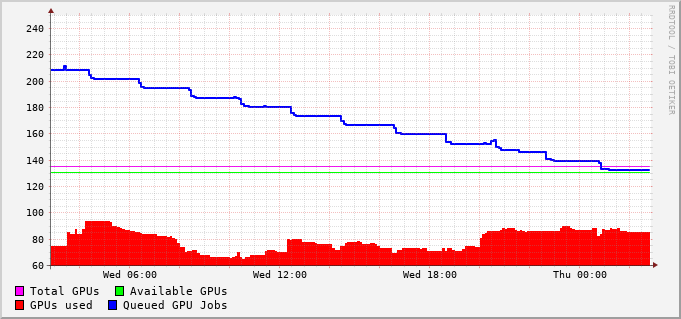 240
220
200
180
160
140
120
100
80
60
Wed 06:00 Wed 12:00 Wed 18:00 Thu 00:00
Total GPUs Available GPUs
GPUs used Queued GPU Jobs
RRDTOOL / TOBI OETIKER